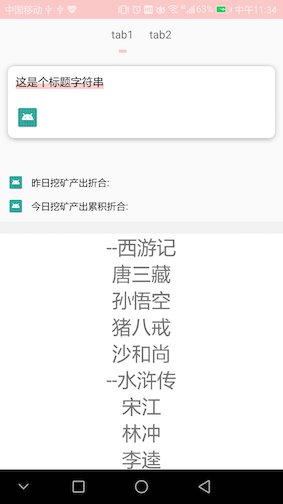 中国移动 63% 中午11:34
tab1 tab2
这是个标题字符串
昨日挖矿产出折合:
今日挖矿产出累积折合:
--西游记
唐三藏
孙悟空
猪八戒
沙和尚
--水浒传
宋江
林冲
李逵